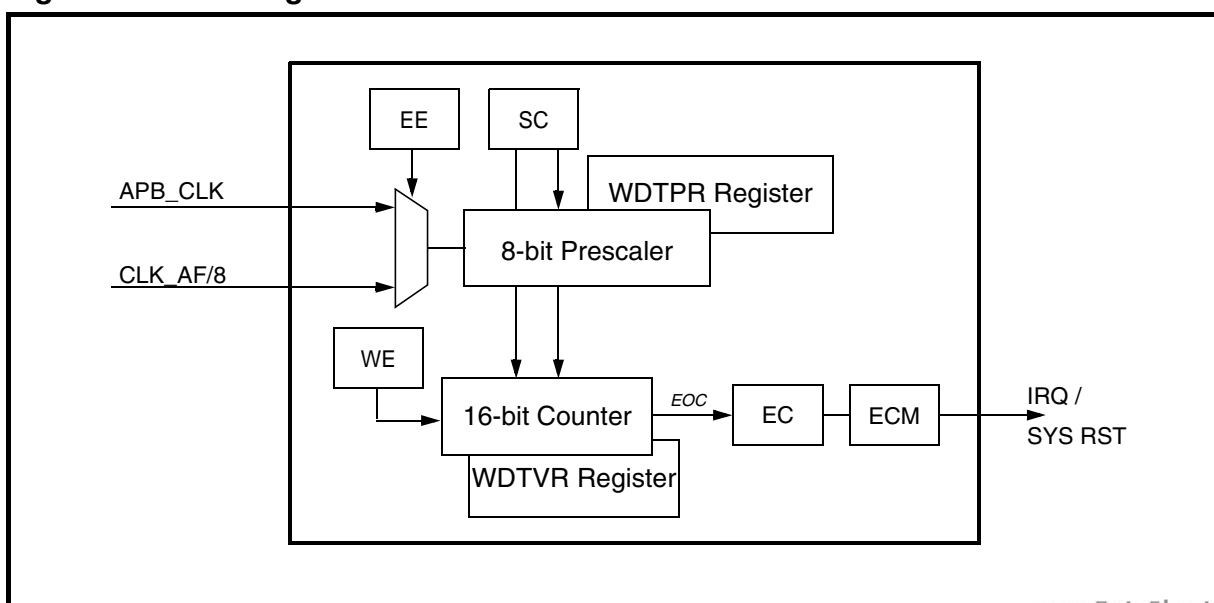 EE
SC
APB_CLK
WDTPR Register
8-bit Prescaler
CLK_AF/8
WE
16-bit Counter
EOC
EC
ECM
IRQ /
SYS RST
WDTVR Register